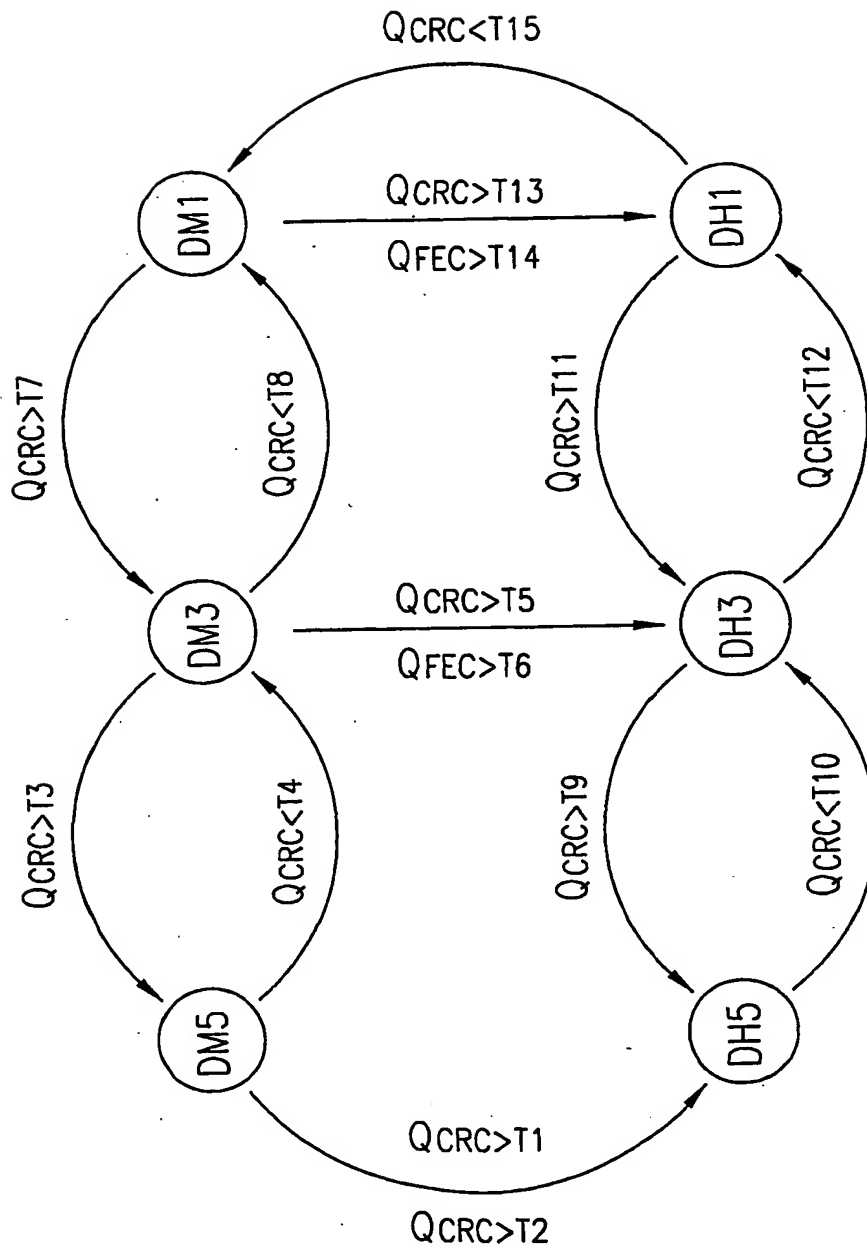 QCRC<T15
DM1
QCRC>T13
QFEC>T14
DH1
QCRC>T7
QCRC<T8
QCRC>T11
QCRC<T12
DM3
QCRC>T5
QFEC>T6
DH3
QCRC>T3
QCRC<T4
QCRC>T9
QCRC<T10
DM5
DH5
QCRC>T1
QCRC>T2